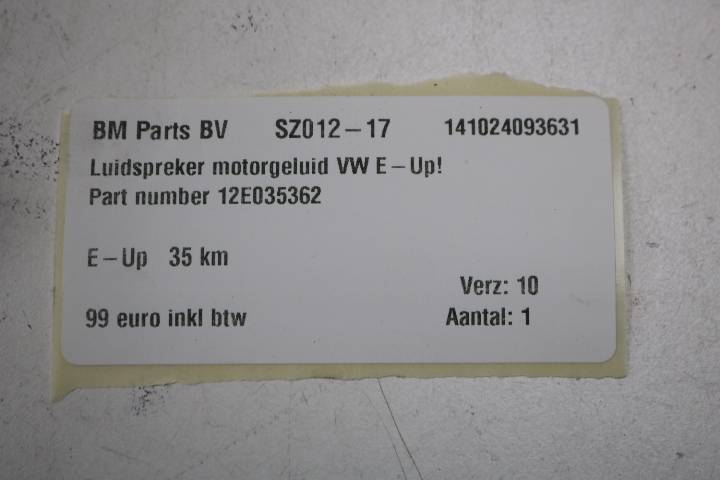 BM Parts BV SZ012-17 141024093631
Luidspreker motorgeluid VW E-Up!
Part number 12E035362
E-Up 35 km
Verz: 10
99 euro inkl btw Aantal: 1